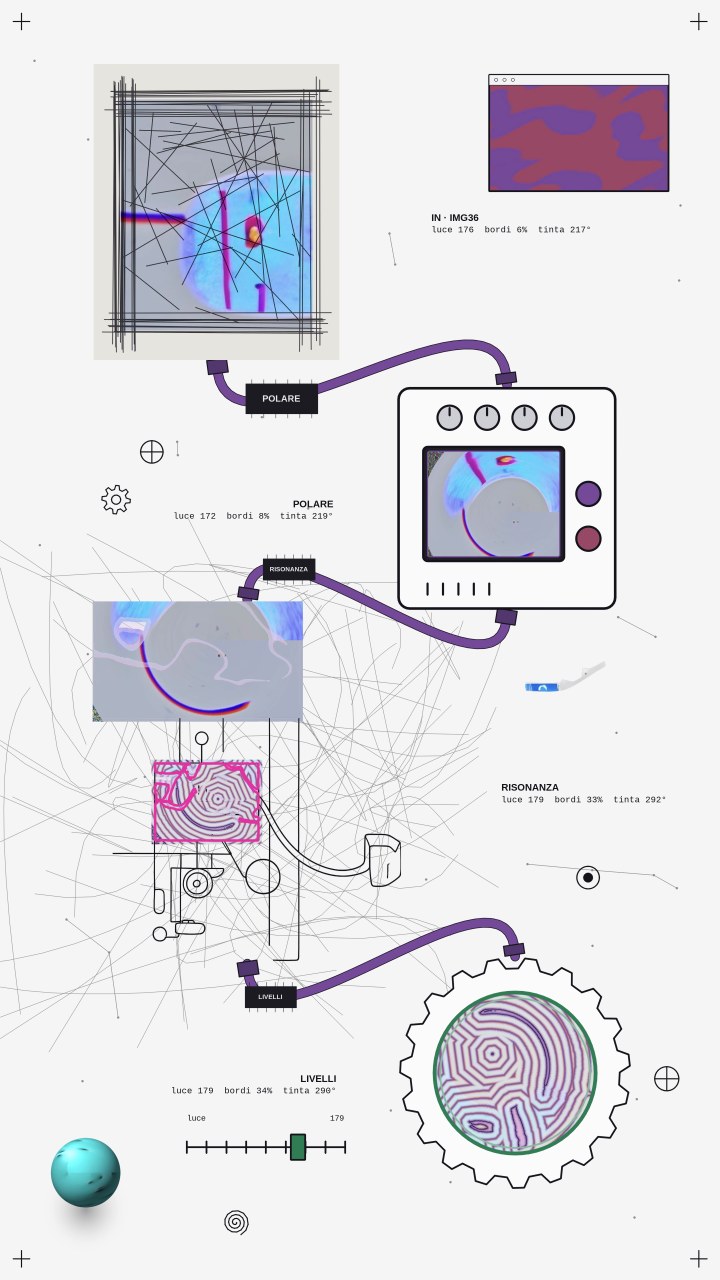 IN · IMG36
luce 176  bordi 6%  tinta 217°
POLARE
POLARE
luce 172  bordi 8%  tinta 219°
RISONANZA
RISONANZA
luce 179  bordi 33%  tinta 292°
LIVELLI
LIVELLI
luce 179  bordi 34%  tinta 290°
luce 179